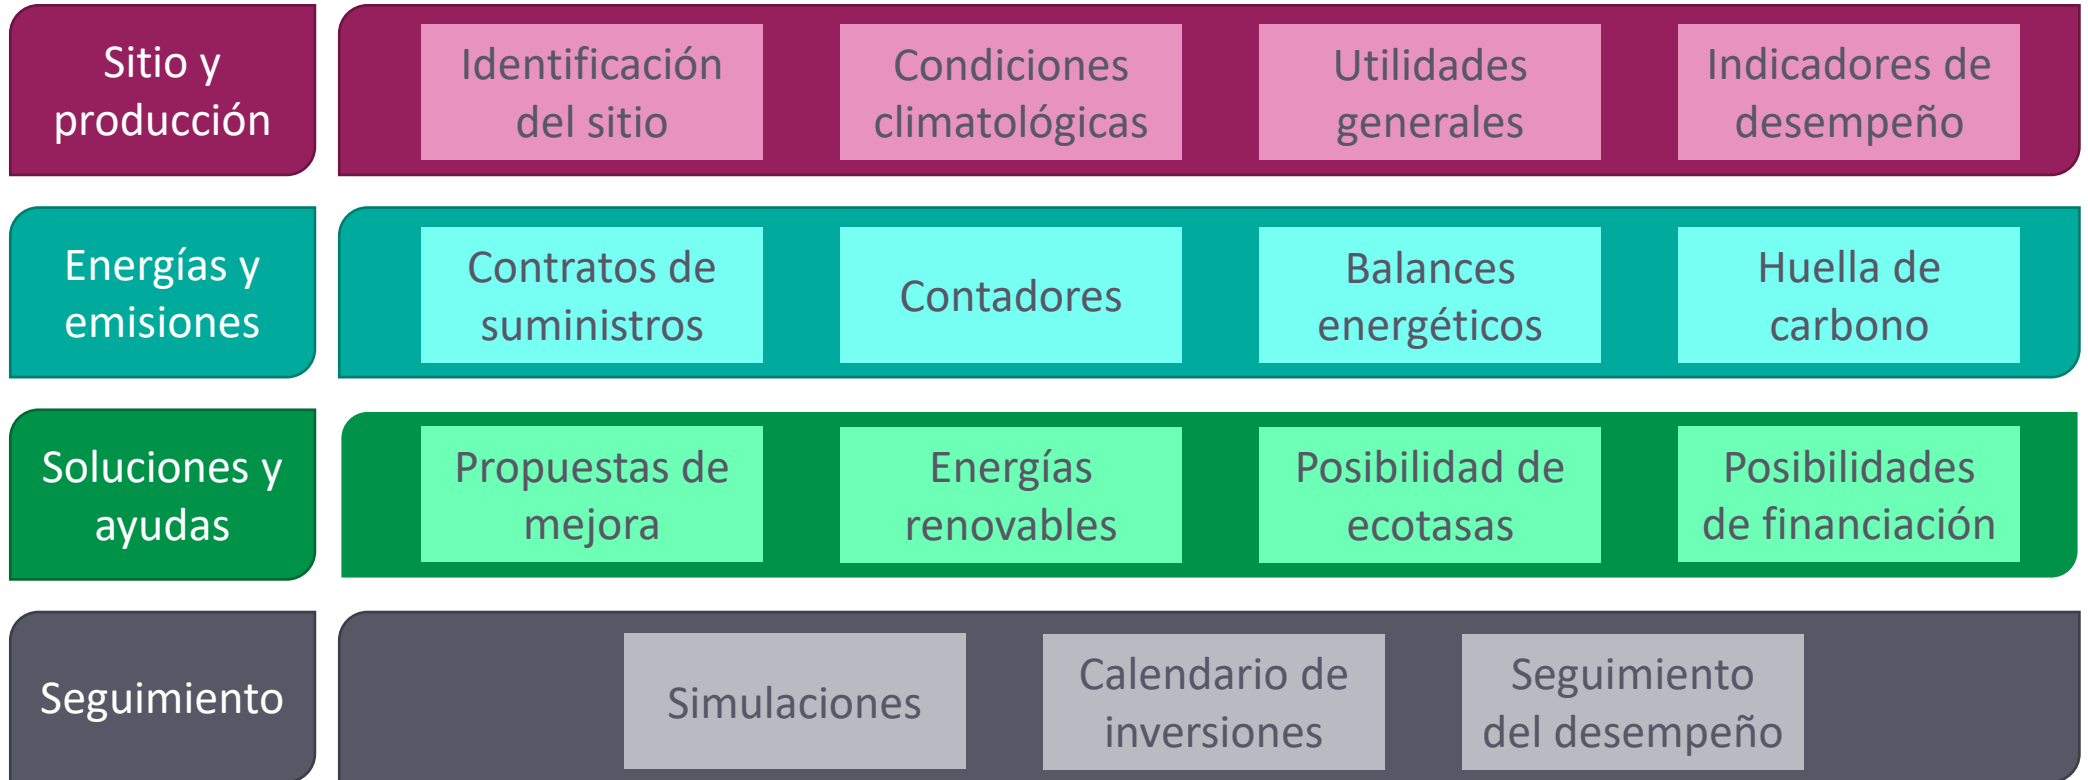 Sitio y
producción
Identificación
del sitio
Condiciones
climatológicas
Utilidades
generales
Indicadores de
desempeño
Energías y
emisiones
Contratos de
suministros
Contadores
Balances
energéticos
Huella de
carbono
Soluciones y
ayudas
Propuestas de
mejora
Energías
renovables
Posibilidad de
ecotasas
Posibilidades
de financiación
Seguimiento
Simulaciones
Calendario de
inversiones
Seguimiento
del desempeño